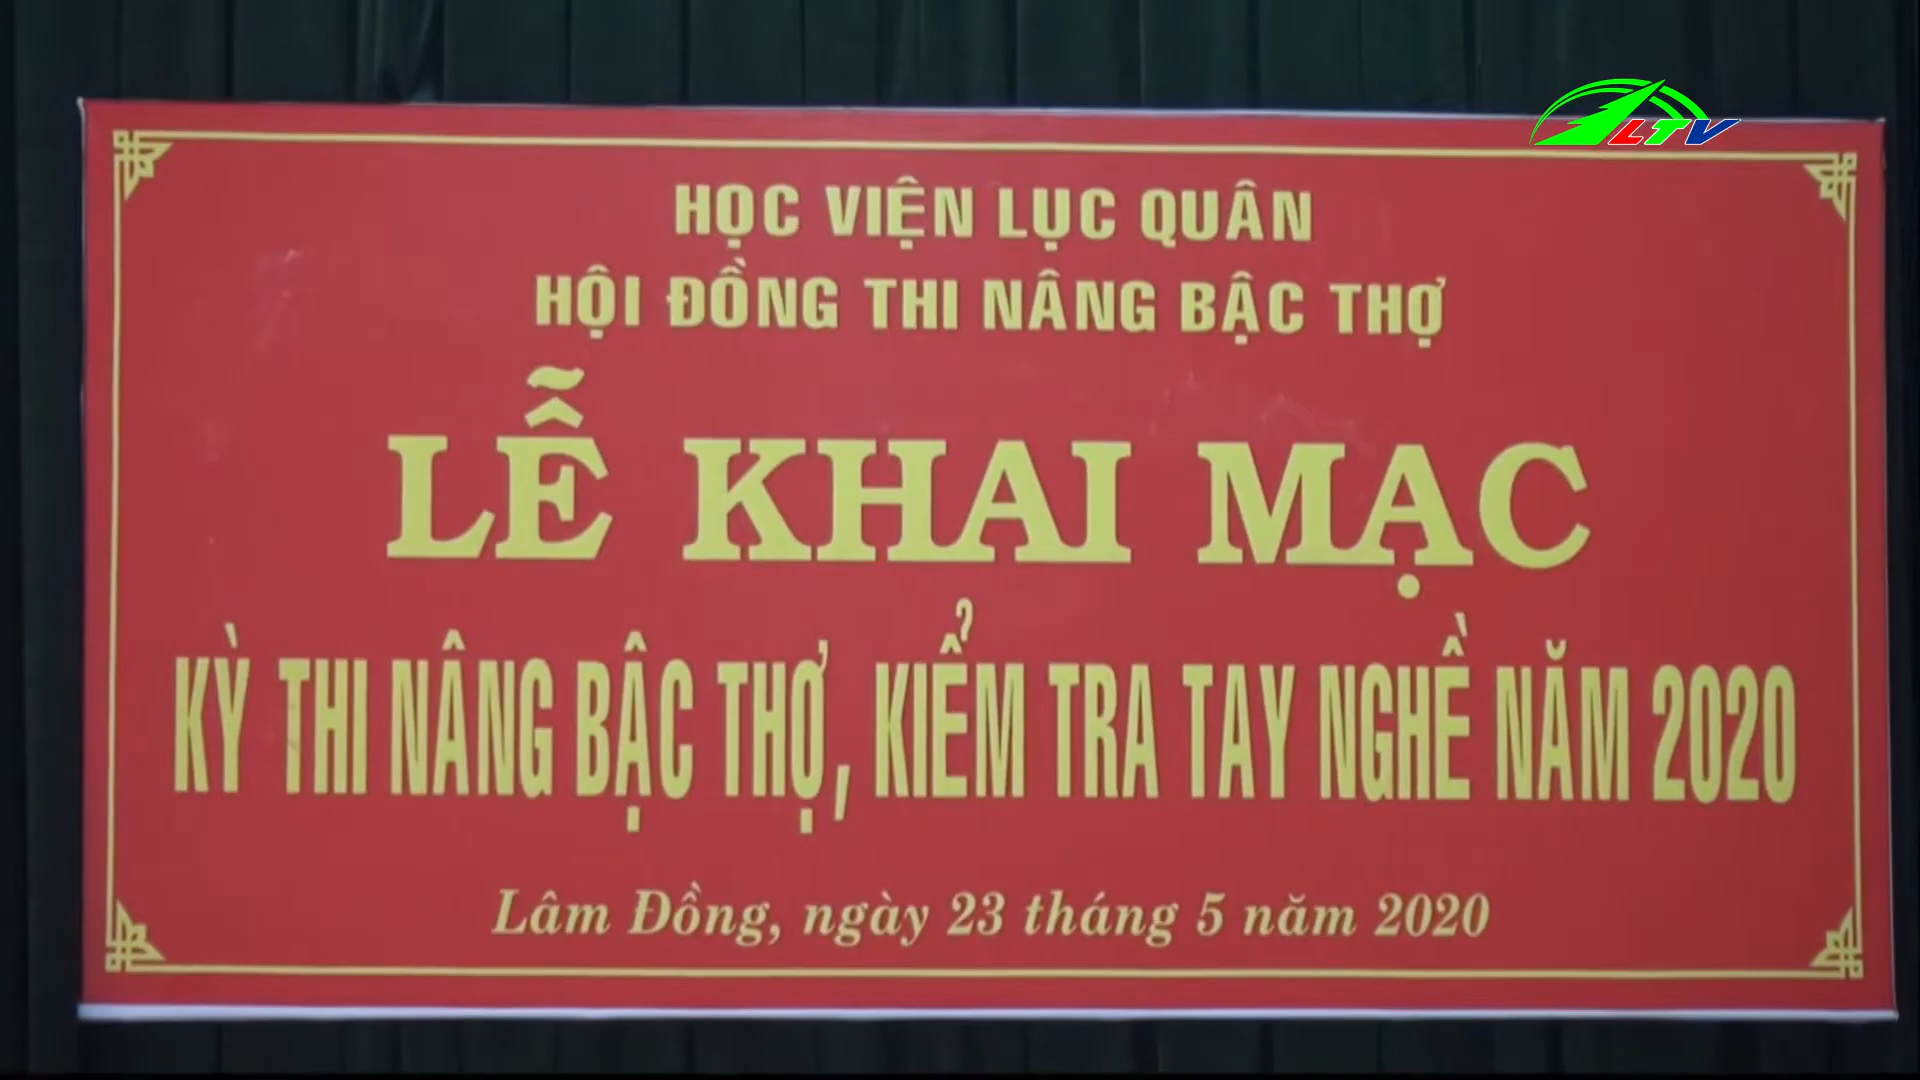 LTV
HỌC VIỆN LỤC QUÂN
HỘI ĐỒNG THI NÂNG BẬC THỢ
LỄ KHAI MẠC
KỲ THI NÂNG BẬC THỢ, KIỂM TRA TAY NGHỀ NĂM 2020
Lâm Đồng, ngày 23 tháng 5 năm 2020